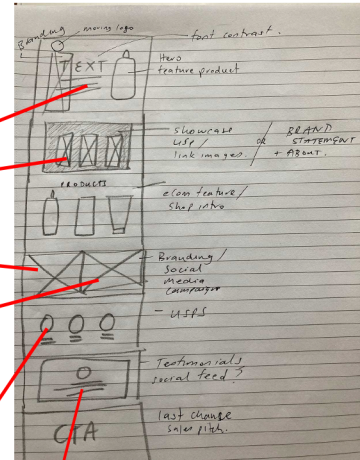 Branding
moving logo
font contrast.
TEXT
Hero
feature product
showcase
USP /
link images.
OR BRAND
STATEMENT
+ ABOUT.
PRODUCTS
ecom feature /
Shop intro
Branding /
Social
Media
Campaign
- USPS
Testimonials
social feed?
CTA
last change
sales pitch.